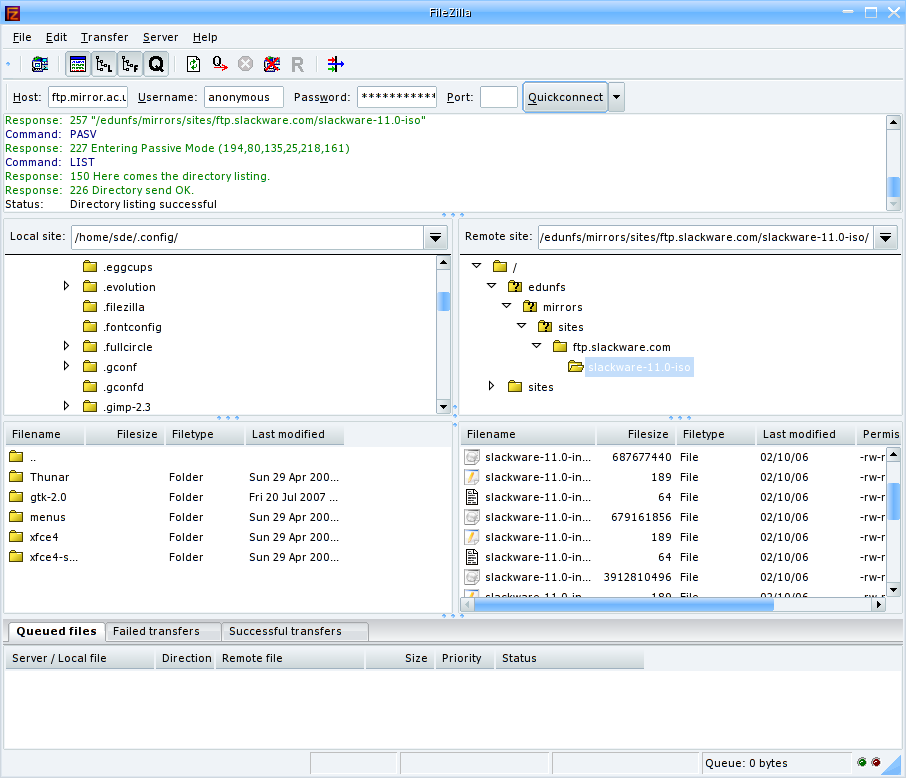 FileZilla
File Edit Transfer Server Help
Host: ftp.mirror.ac.u Username: anonymous Password: *********** Port: Quickconnect
Response: 257 "/edunfs/mirrors/sites/ftp.slackware.com/slackware-11.0-iso"
Command: PASV
Response: 227 Entering Passive Mode (194,80,135,25,218,161)
Command: LIST
Response: 150 Here comes the directory listing.
Response: 226 Directory send OK.
Status: Directory listing successful
Local site: /home/sde/.config/
.eggcups
.evolution
.filezilla
.fontconfig
.fullcircle
.gconf
.gconfd
.gimp-2.3
Remote site: /edunfs/mirrors/sites/ftp.slackware.com/slackware-11.0-iso/
/
edunfs
mirrors
sites
ftp.slackware.com
slackware-11.0-iso
sites
Filename Filesize Filetype Last modified
..
Thunar Folder Sun 29 Apr 200...
gtk-2.0 Folder Fri 20 Jul 2007 ...
menus Folder Sun 29 Apr 200...
xfce4 Folder Sun 29 Apr 200...
xfce4-s... Folder Sun 29 Apr 200...
Filename Filesize Filetype Last modified Permis
slackware-11.0-in... 687677440 File 02/10/06 -rw-r
slackware-11.0-in... 189 File 02/10/06 -rw-r
slackware-11.0-in... 64 File 02/10/06 -rw-r
slackware-11.0-in... 679161856 File 02/10/06 -rw-r
slackware-11.0-in... 189 File 02/10/06 -rw-r
slackware-11.0-in... 64 File 02/10/06 -rw-r
slackware-11.0-in... 3912810496 File 02/10/06 -rw-r
slackware-11.0-in... 189 File 02/10/06 -rw-r
Queued files Failed transfers Successful transfers
Server / Local file Direction Remote file Size Priority Status
Queue: 0 bytes